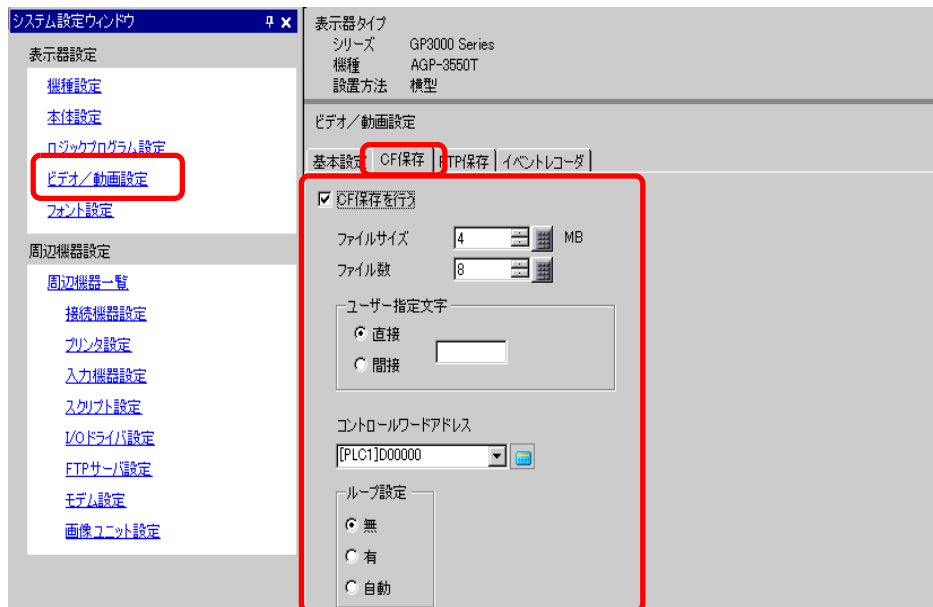 システム設定ウィンドウ
表示器設定
機種設定
本体設定
ロジックプログラム設定
ビデオ／動画設定
フォント設定
周辺機器設定
周辺機器一覧
接続機器設定
プリンタ設定
入力機器設定
スクリプト設定
I/Oドライバ設定
FTPサーバ設定
モデム設定
画像ユニット設定
表示器タイプ
シリーズ GP3000 Series
機種 AGP-3550T
設置方法 横型
ビデオ／動画設定
基本設定 CF保存 FTP保存 イベントレコーダ
CF保存を行う
ファイルサイズ 4 MB
ファイル数 8
ユーザー指定文字
直接
間接
コントロールワードアドレス
[PLC1]D00000
ループ設定
無
有
自動